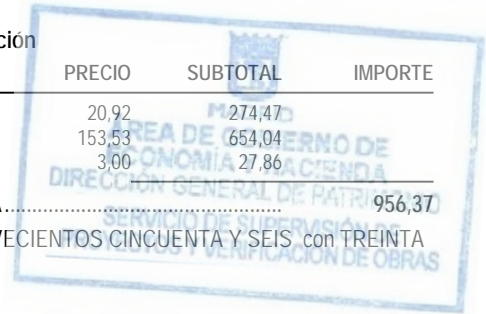 ción
PRECIO SUBTOTAL IMPORTE
20,92 274,47
153,53 654,04
3,00 27,86
A.................................................................. 956,37
VECIENTOS CINCUENTA Y SEIS con TREINTA
MADRID
ÁREA DE GOBIERNO DE
ECONOMÍA Y HACIENDA
DIRECCIÓN GENERAL DE PATRIMONIO
SERVICIO DE SUPERVISIÓN DE
PROYECTOS Y VERIFICACIÓN DE OBRAS